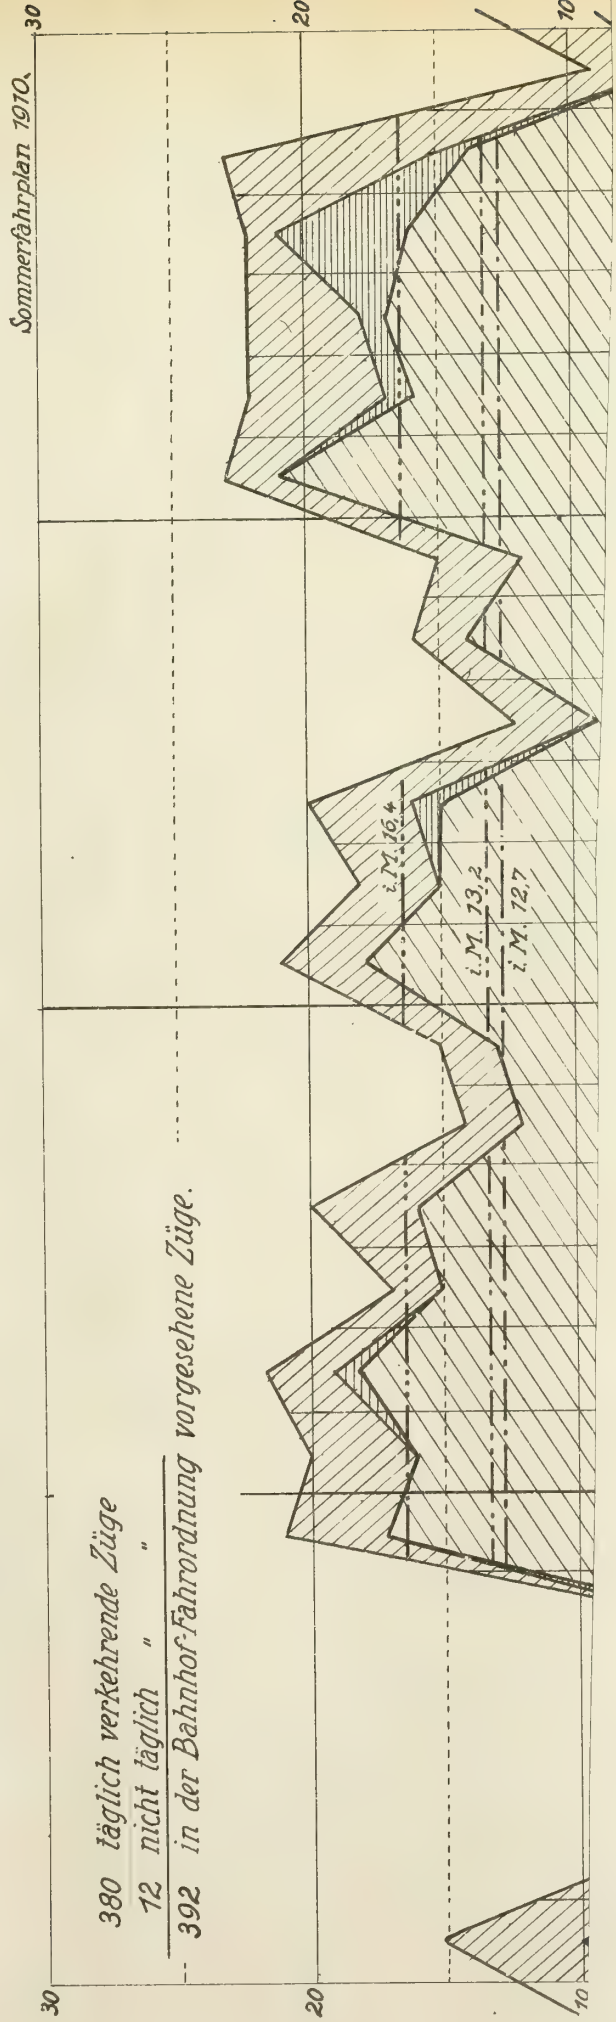 Sommerfahrplan 1910.
30
20
10
380 täglich verkehrende Züge
12 nicht täglich " "
392 in der Bahnhof-Fahrordnung vorgesehene Züge.
i. M. 16,4
i. M. 13,2
i. M. 12,7
30
20
10